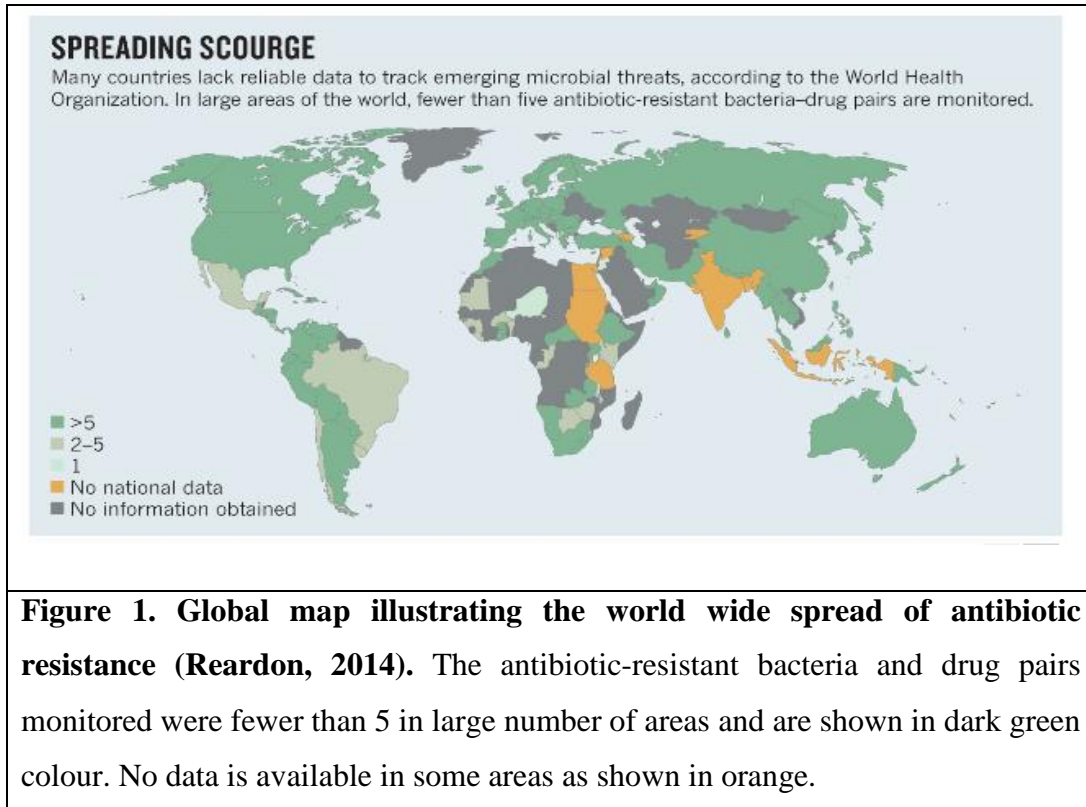 SPREADING SCOURGE
Many countries lack reliable data to track emerging microbial threats, according to the World Health
Organization. In large areas of the world, fewer than five antibiotic-resistant bacteria–drug pairs are monitored.
>5
2–5
1
No national data
No information obtained
Figure 1. Global map illustrating the world wide spread of antibiotic
resistance (Reardon, 2014). The antibiotic-resistant bacteria and drug pairs
monitored were fewer than 5 in large number of areas and are shown in dark green
colour. No data is available in some areas as shown in orange.